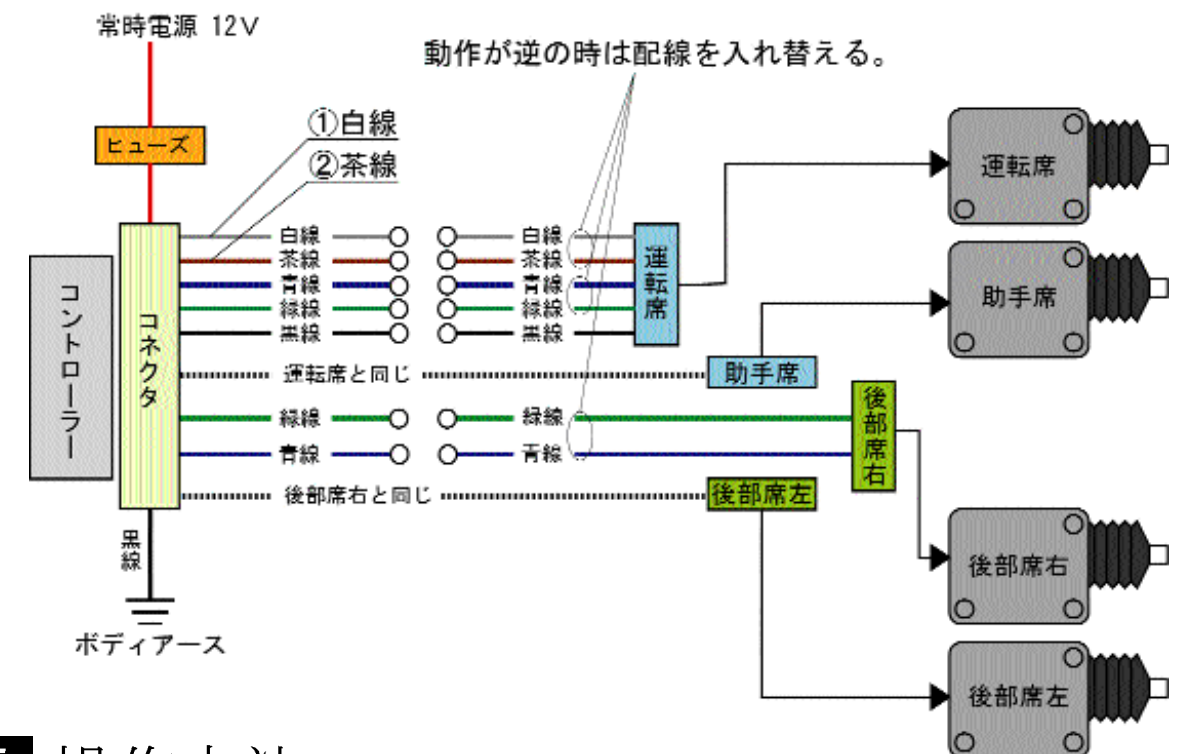 常時電源 12V
動作が逆の時は配線を入れ替える。
ヒューズ
①白線
②茶線
コントローラー
コネクタ
白線
茶線
青線
緑線
黒線
白線
茶線
青線
緑線
黒線
運転席
運転席
運転席と同じ
助手席
助手席
緑線
青線
緑線
青線
後部席右
後部席右と同じ
後部席左
後部席右
後部席左
黒線
ボディアース